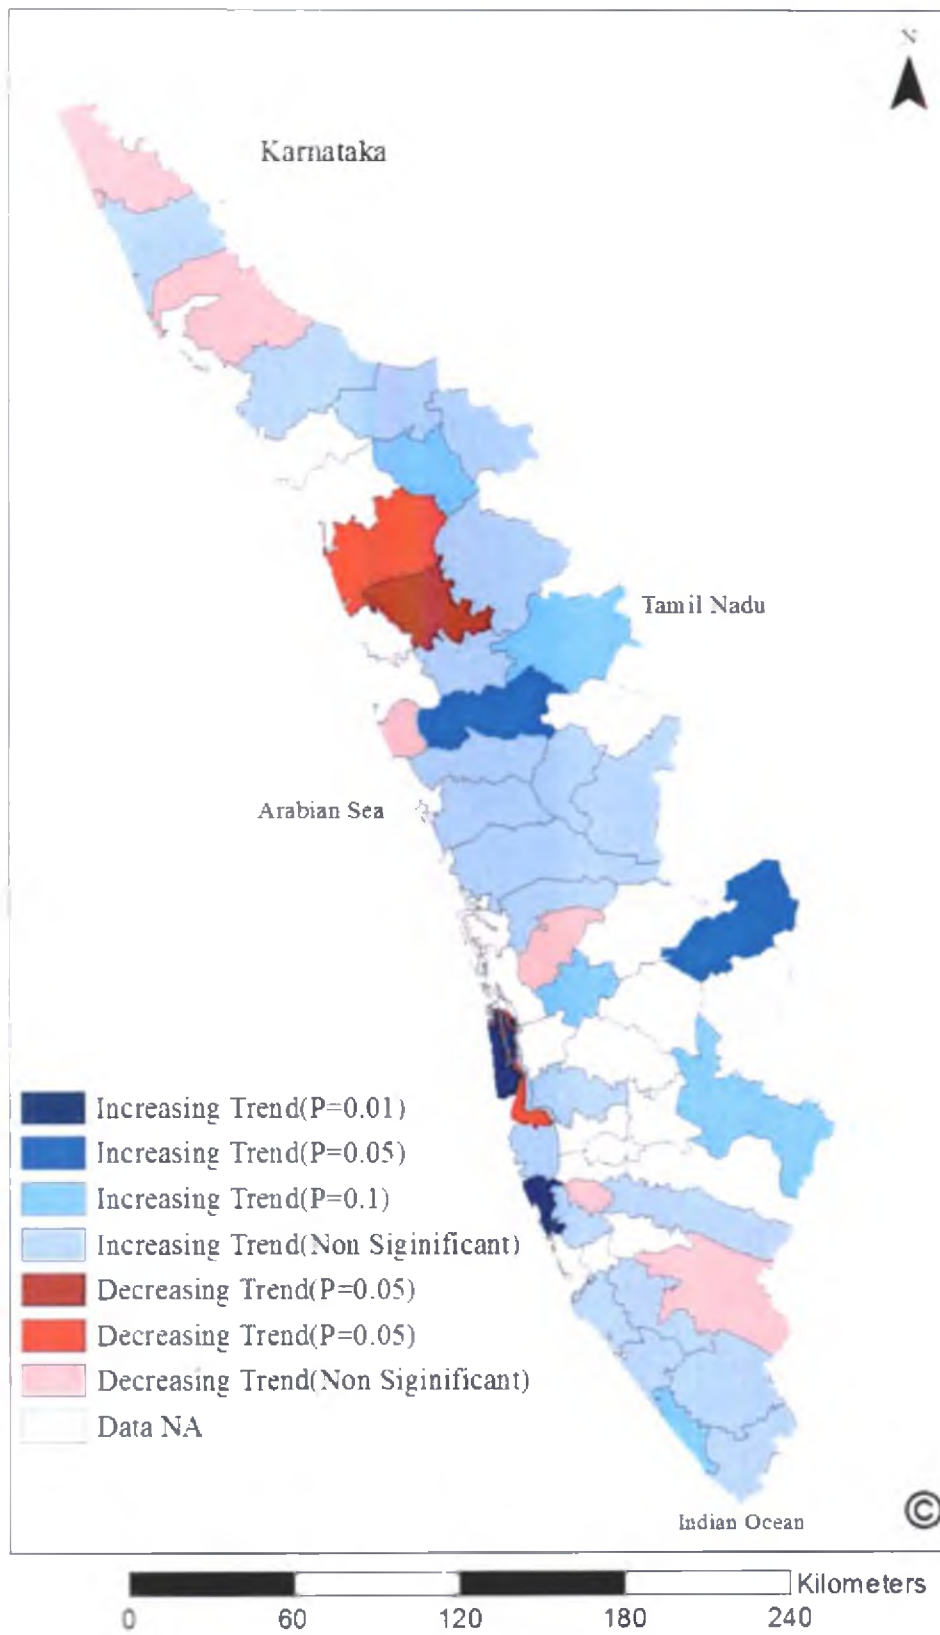 N
Karnataka
Tamil Nadu
Arabian Sea
Increasing Trend(P=0.01)
Increasing Trend(P=0.05)
Increasing Trend(P=0.1)
Increasing Trend(Non Siginificant)
Decreasing Trend(P=0.05)
Decreasing Trend(P=0.05)
Decreasing Trend(Non Siginificant)
Data NA
Indian Ocean
©
Kilometers
0 60 120 180 240